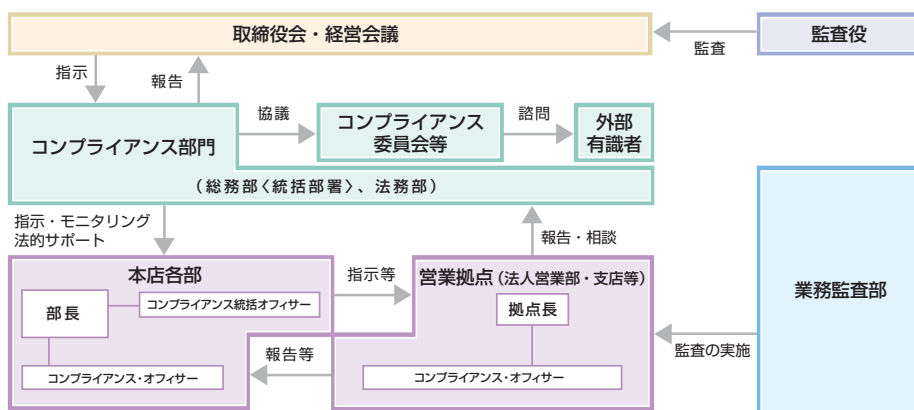 取締役会・経営会議
監査
監査役
指示
報告
コンプライアンス部門
協議
コンプライアンス
委員会等
諮問
外部
有識者
（総務部〈統括部署〉、法務部）
指示・モニタリング
法的サポート
報告・相談
本店各部
部長
コンプライアンス統括オフィサー
コンプライアンス・オフィサー
指示等
報告等
営業拠点（法人営業部・支店等）
拠点長
コンプライアンス・オフィサー
監査の実施
業務監査部